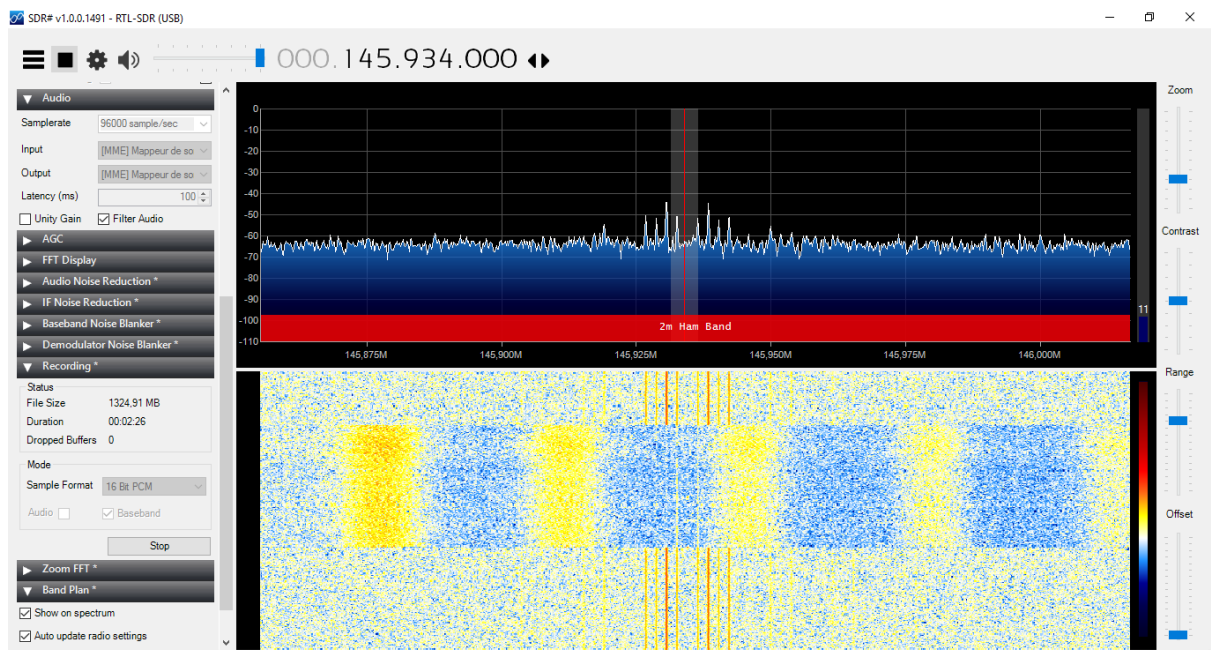 SDR# v1.0.0.1491 - RTL-SDR (USB)
000.145.934.000
Audio
Samplerate 96000 sample/sec
Input [MME] Mappeur de so
Output [MME] Mappeur de so
Latency (ms) 100
Unity Gain Filter Audio
AGC
FFT Display
Audio Noise Reduction *
IF Noise Reduction *
Baseband Noise Blanker *
Demodulator Noise Blanker *
Recording *
Status
File Size 1324,91 MB
Duration 00:02:26
Dropped Buffers 0
Mode
Sample Format 16 Bit PCM
Audio Baseband
Stop
Zoom FFT *
Band Plan *
Show on spectrum
Auto update radio settings
0
-10
-20
-30
-40
-50
-60
-70
-80
-90
-100
-110
2m Ham Band
11
145,875M 145,900M 145,925M 145,950M 145,975M 146,000M
Zoom
Contrast
Range
Offset